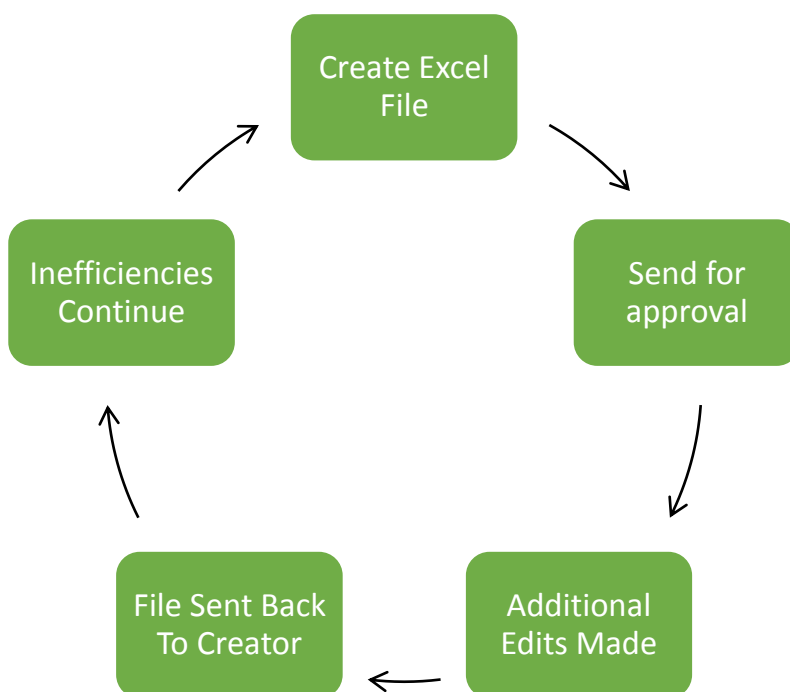 Create Excel
File
Send for
approval
Additional
Edits Made
File Sent Back
To Creator
Inefficiencies
Continue